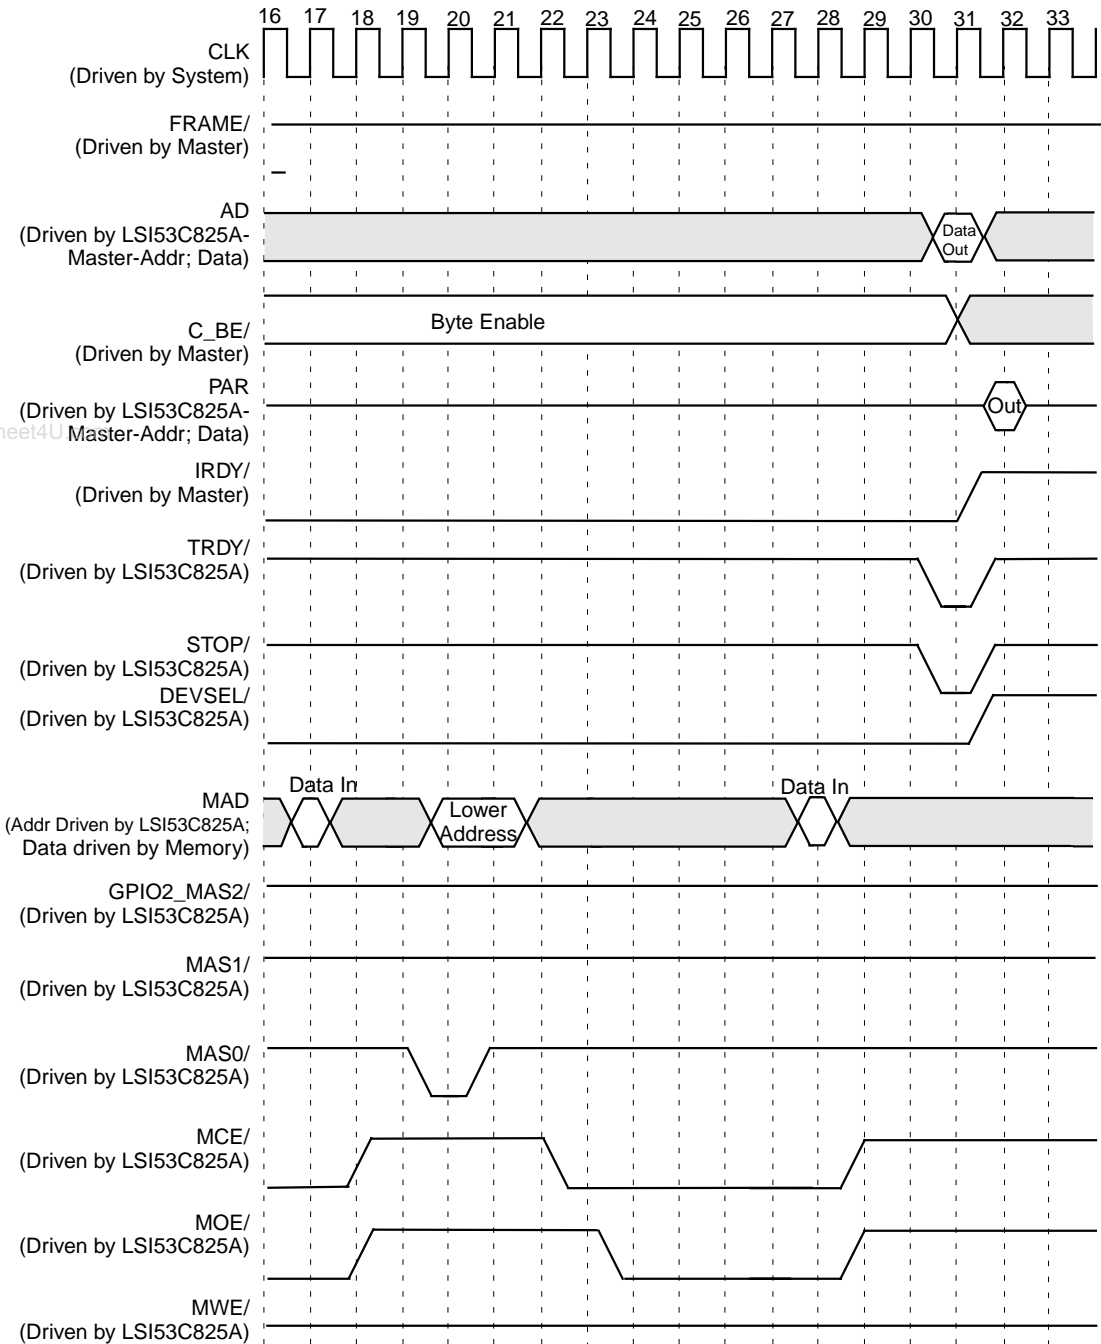 16 17 18 19 20 21 22 23 24 25 26 27 28 29 30 31 32 33
CLK
(Driven by System)
FRAME/
(Driven by Master)
AD
(Driven by LSI53C825A-
Master-Addr; Data)
Data
Out
C_BE/
(Driven by Master)
Byte Enable
PAR
(Driven by LSI53C825A-
Master-Addr; Data)
Out
IRDY/
(Driven by Master)
TRDY/
(Driven by LSI53C825A)
STOP/
(Driven by LSI53C825A)
DEVSEL/
(Driven by LSI53C825A)
MAD
(Addr Driven by LSI53C825A;
Data driven by Memory)
Data In
Lower
Address
Data In
GPIO2_MAS2/
(Driven by LSI53C825A)
MAS1/
(Driven by LSI53C825A)
MAS0/
(Driven by LSI53C825A)
MCE/
(Driven by LSI53C825A)
MOE/
(Driven by LSI53C825A)
MWE/
(Driven by LSI53C825A)